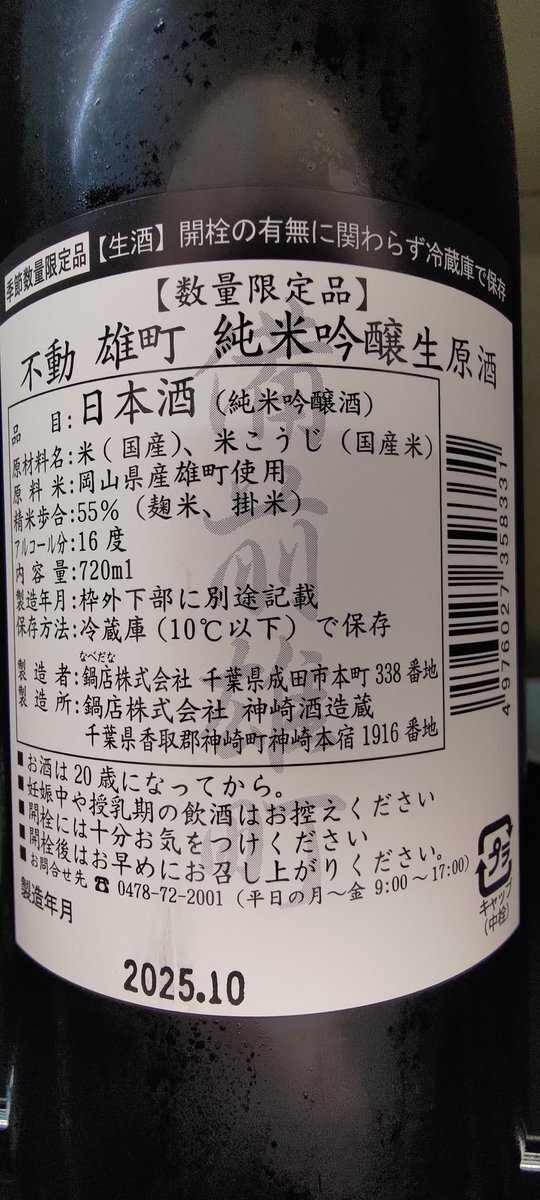 季節数量限定品 【生酒】 開栓の有無に関わらず冷蔵庫で保存
【数量限定品】
不動 雄町 純米吟醸生原酒
備前雄町
品 目:日本酒(純米吟醸酒)
原材料名:米(国産)、米こうじ(国産米)
原料米:岡山県産雄町使用
精米歩合:55%(麹米、掛米)
アルコール分:16度
内容量:720ml
製造年月:枠外下部に別途記載
保存方法:冷蔵庫(10℃以下)で保存
なべだな
製造者:鍋店株式会社 千葉県成田市本町338番地
製造所:鍋店株式会社 神崎酒造蔵
千葉県香取郡神崎町神崎本宿1916番地
■お酒は20歳になってから。
■妊娠中や授乳期の飲酒はお控えください
■開栓には十分お気をつけください
■開栓後はお早めにお召し上がりください。
■お問合せ先 ☎ 0478-72-2001(平日の月~金 9:00~17:00)
製造年月
2025.10
4976027358331
プラ
キャップ
(中栓)